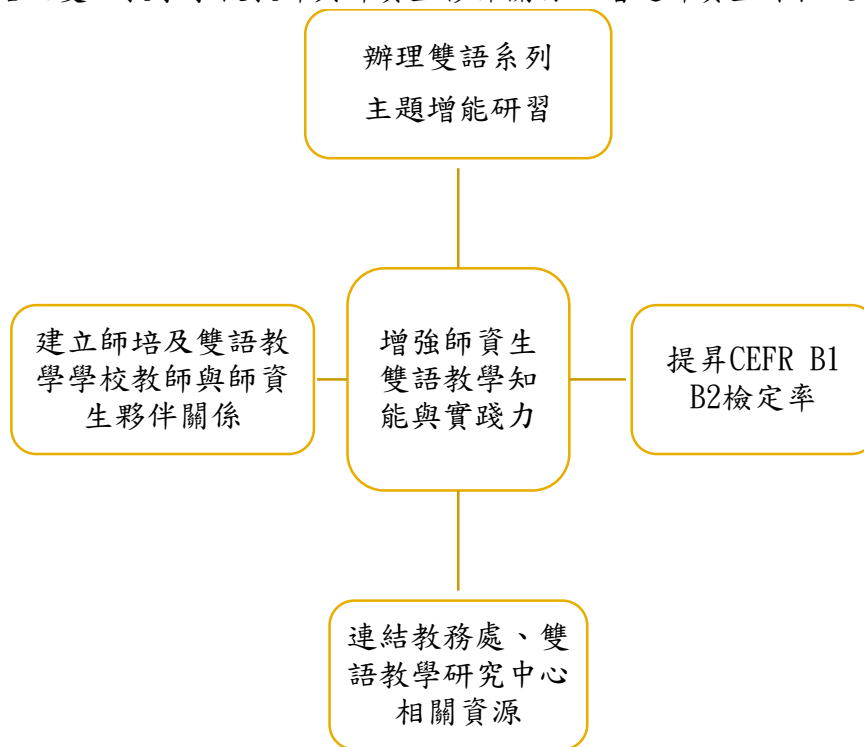 辦理雙語系列
主題增能研習
建立師培及雙語教
學學校教師與師資
生夥伴關係
增強師資生
雙語教學知
能與實踐力
提昇CEFR B1
B2檢定率
連結教務處、雙
語教學研究中心
相關資源